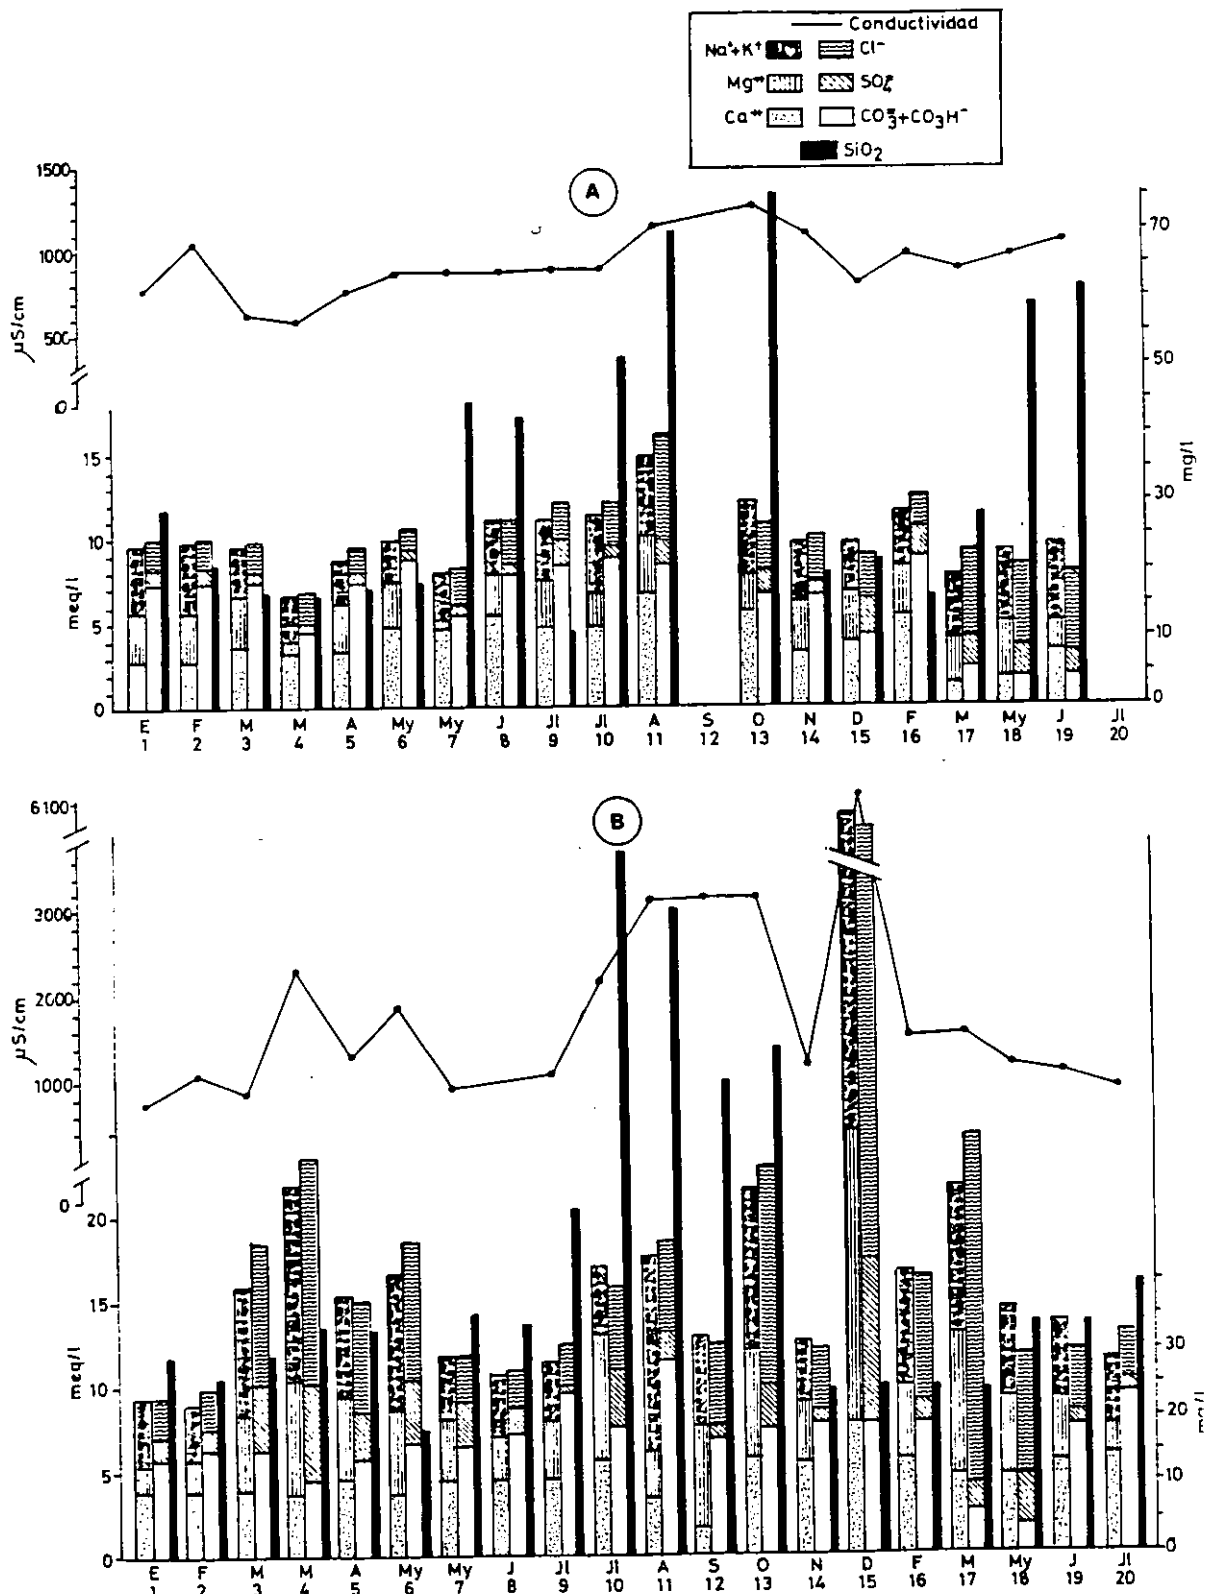 Conductividad
Na⁺+K⁺ Cl⁻
Mg⁺⁺ SO₄⁼
Ca⁺⁺ CO₃⁼+CO₃H⁻
SiO₂
A
1500
1000
500
0
µS/cm
15
10
5
0
meq/l
70
50
30
10
0
mg/l
E F M M A My My J Jl Jl A S O N D F M My J Jl
1 2 3 4 5 6 7 8 9 10 11 12 13 14 15 16 17 18 19 20
B
6100
3000
2000
1000
0
µS/cm
20
15
10
5
0
meq/l
30
20
10
0
mg/l
E F M M A My My J Jl Jl A S O N D F M My J Jl
1 2 3 4 5 6 7 8 9 10 11 12 13 14 15 16 17 18 19 20